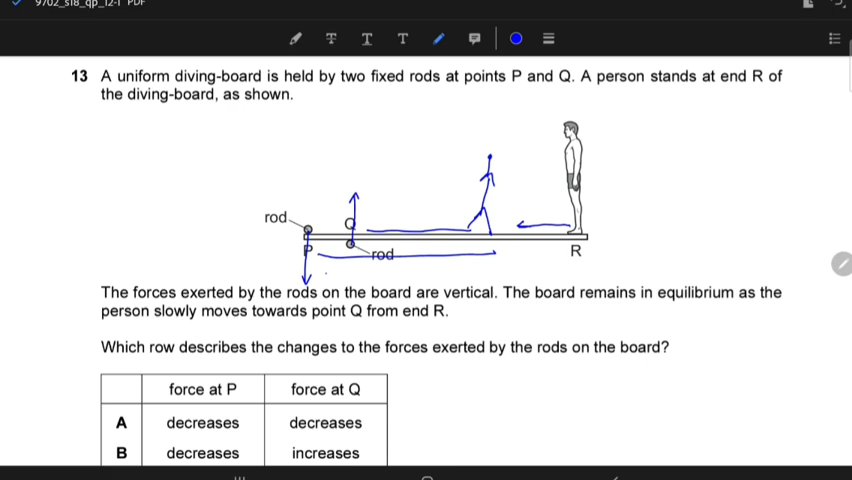 9702_s18_qp_12-1 PDF
13 A uniform diving-board is held by two fixed rods at points P and Q. A person stands at end R of
the diving-board, as shown.
rod
Q
P
rod
R
The forces exerted by the rods on the board are vertical. The board remains in equilibrium as the
person slowly moves towards point Q from end R.
Which row describes the changes to the forces exerted by the rods on the board?
force at P force at Q
A decreases decreases
B decreases increases